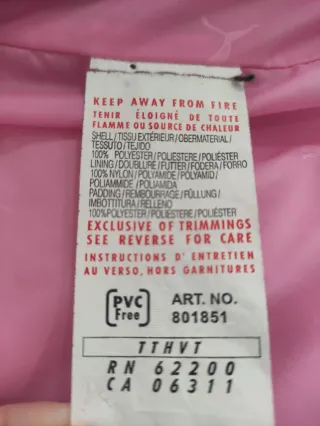 KEEP AWAY FROM FIRE
TENIR ÉLOIGNÉ DE TOUTE
FLAMME OU SOURCE DE CHALEUR
SHELL/TISSU EXTÉRIEUR/OBERMATERIAL/
TESSUTO/TEJIDO
100% POLYESTER/POLIESTERE/POLIÉSTER
LINING/DOUBLURE/FUTTER/FODERA/FORRO
100% NYLON/POLYAMIDE/POLYAMID/
POLIAMMIDE/POLIAMIDA
PADDING/REMBOURRAGE/FÜLLUNG/
IMBOTTITURA/RELLENO
100%POLYESTER/POLIESTERE/POLIÉSTER
EXCLUSIVE OF TRIMMINGS
SEE REVERSE FOR CARE
INSTRUCTIONS D'ENTRETIEN
AU VERSO, HORS GARNITURES
PVC Free
ART. NO.
801851
TTHVT
RN 62200
CA 06311